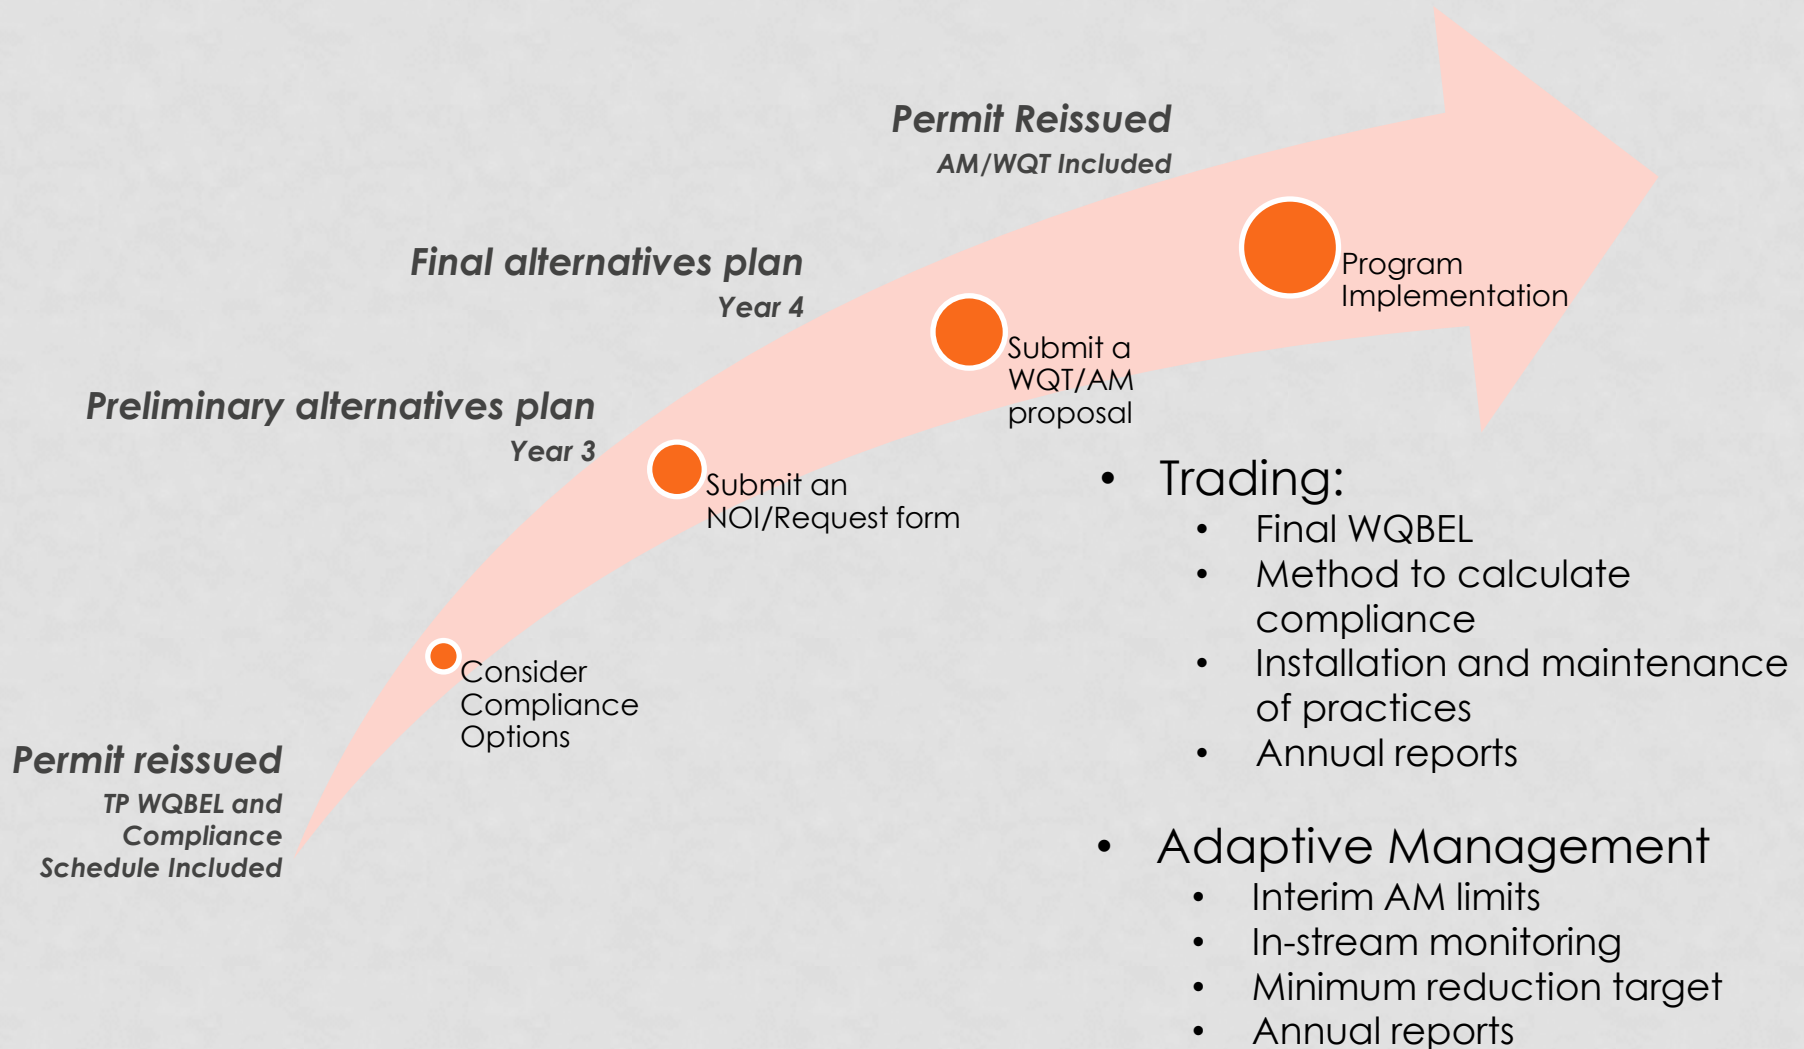 Permit Reissued
AM/WQT Included
Program
Implementation
Final alternatives plan
Year 4
Submit a
WQT/AM
proposal
Preliminary alternatives plan
Year 3
Submit an
NOI/Request form
Consider
Compliance
Options
Permit reissued
TP WQBEL and
Compliance
Schedule Included
• Trading:
• Final WQBEL
• Method to calculate
compliance
• Installation and maintenance
of practices
• Annual reports
• Adaptive Management
• Interim AM limits
• In-stream monitoring
• Minimum reduction target
• Annual reports